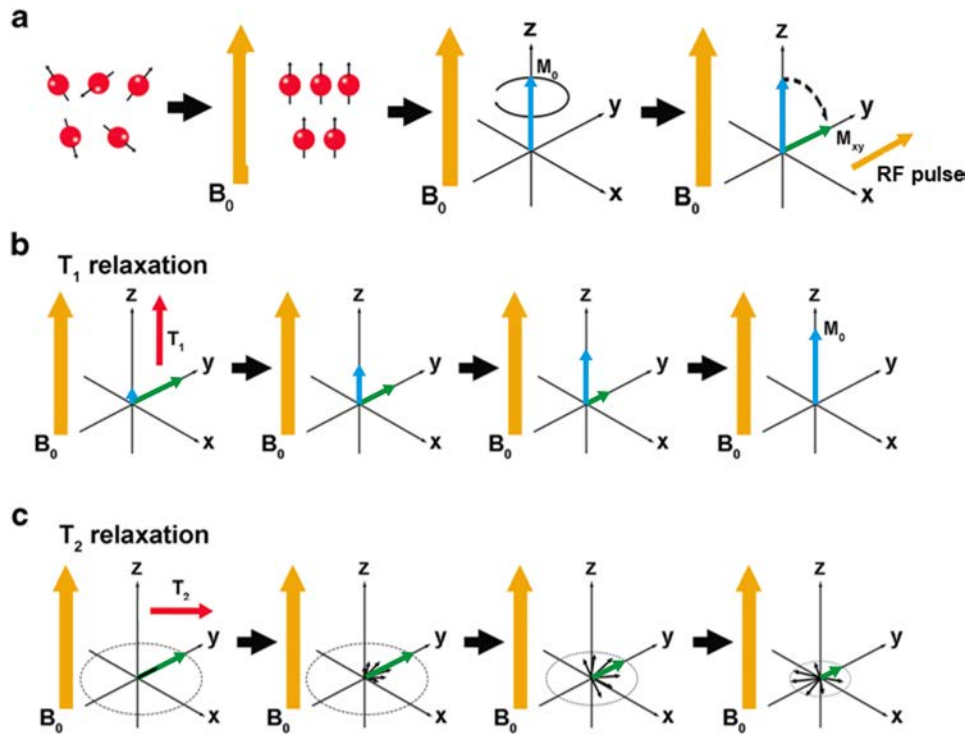 a
B₀
B₀
z
M₀
y
x
B₀
z
y
Mxy
x
RF pulse
b
T₁ relaxation
B₀
z
T₁
y
x
B₀
z
y
x
B₀
z
y
x
B₀
z
M₀
y
x
c
T₂ relaxation
B₀
z
T₂
y
x
B₀
z
y
x
B₀
z
y
x
B₀
z
y
x